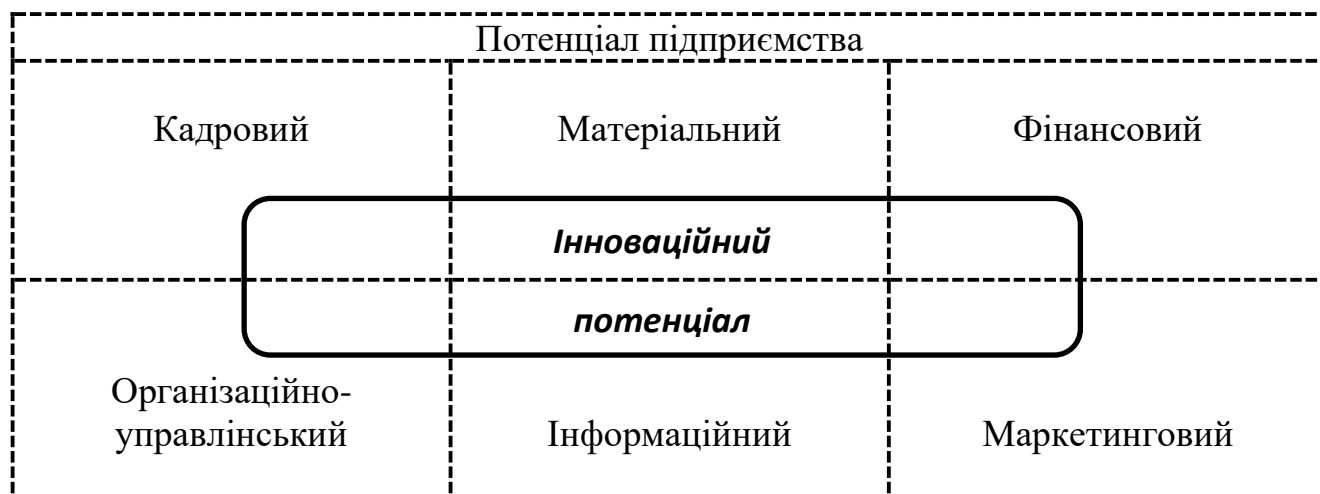 Потенціал підприємства
Кадровий
Матеріальний
Фінансовий
Інноваційний
потенціал
Організаційно-
управлінський
Інформаційний
Маркетинговий